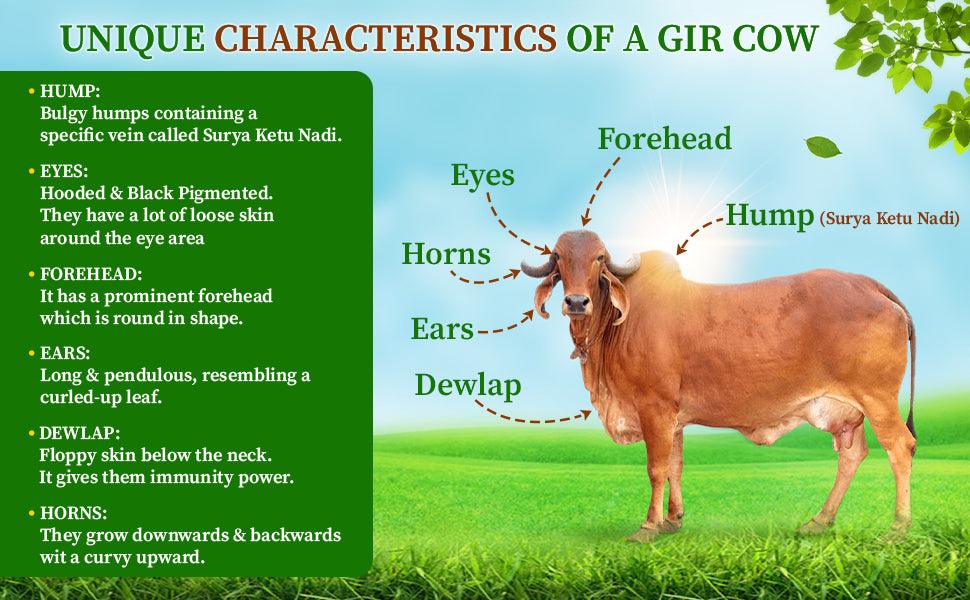 UNIQUE CHARACTERISTICS OF A GIR COW
• HUMP:
Bulgy humps containing a
specific vein called Surya Ketu Nadi.
• EYES:
Hooded & Black Pigmented.
They have a lot of loose skin
around the eye area
• FOREHEAD:
It has a prominent forehead
which is round in shape.
• EARS:
Long & pendulous, resembling a
curled-up leaf.
• DEWLAP:
Floppy skin below the neck.
It gives them immunity power.
• HORNS:
They grow downwards & backwards
wit a curvy upward.
Forehead
Eyes
Hump (Surya Ketu Nadi)
Horns
Ears
Dewlap